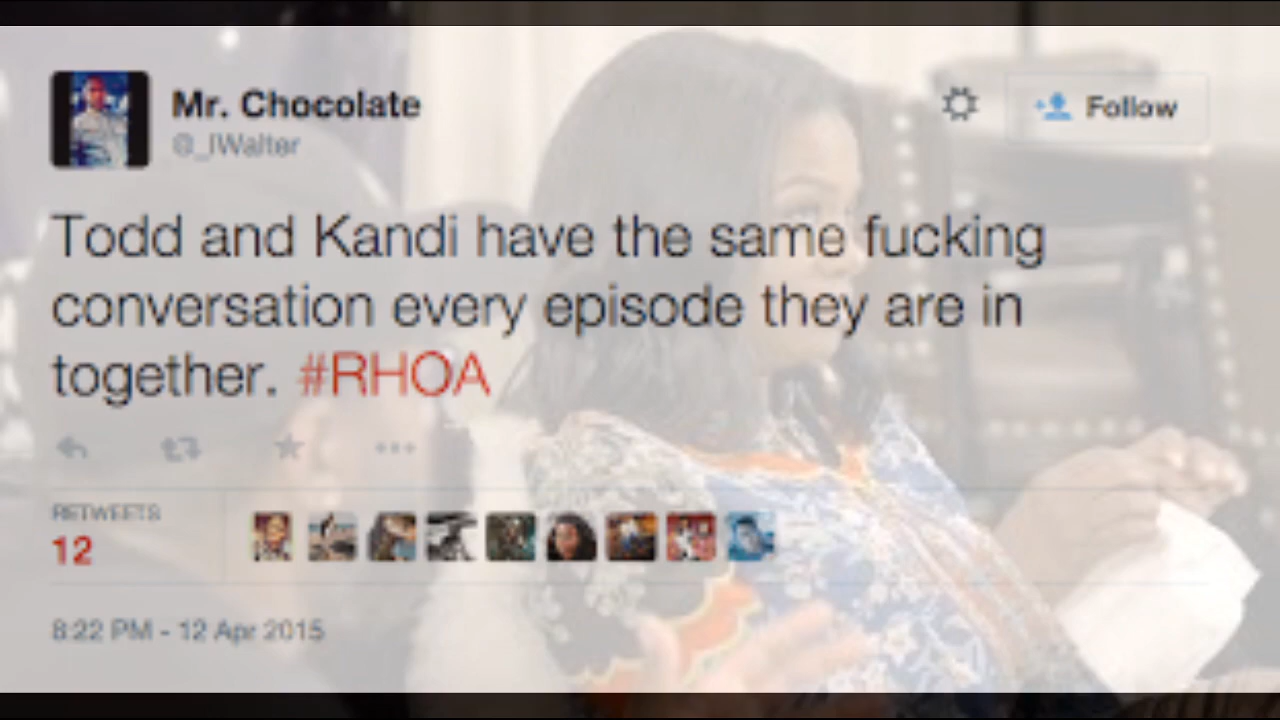 Mr. Chocolate
@_IWalter
Follow
Todd and Kandi have the same fucking
conversation every episode they are in
together. #RHOA
RETWEETS
12
8:22 PM - 12 Apr 2015